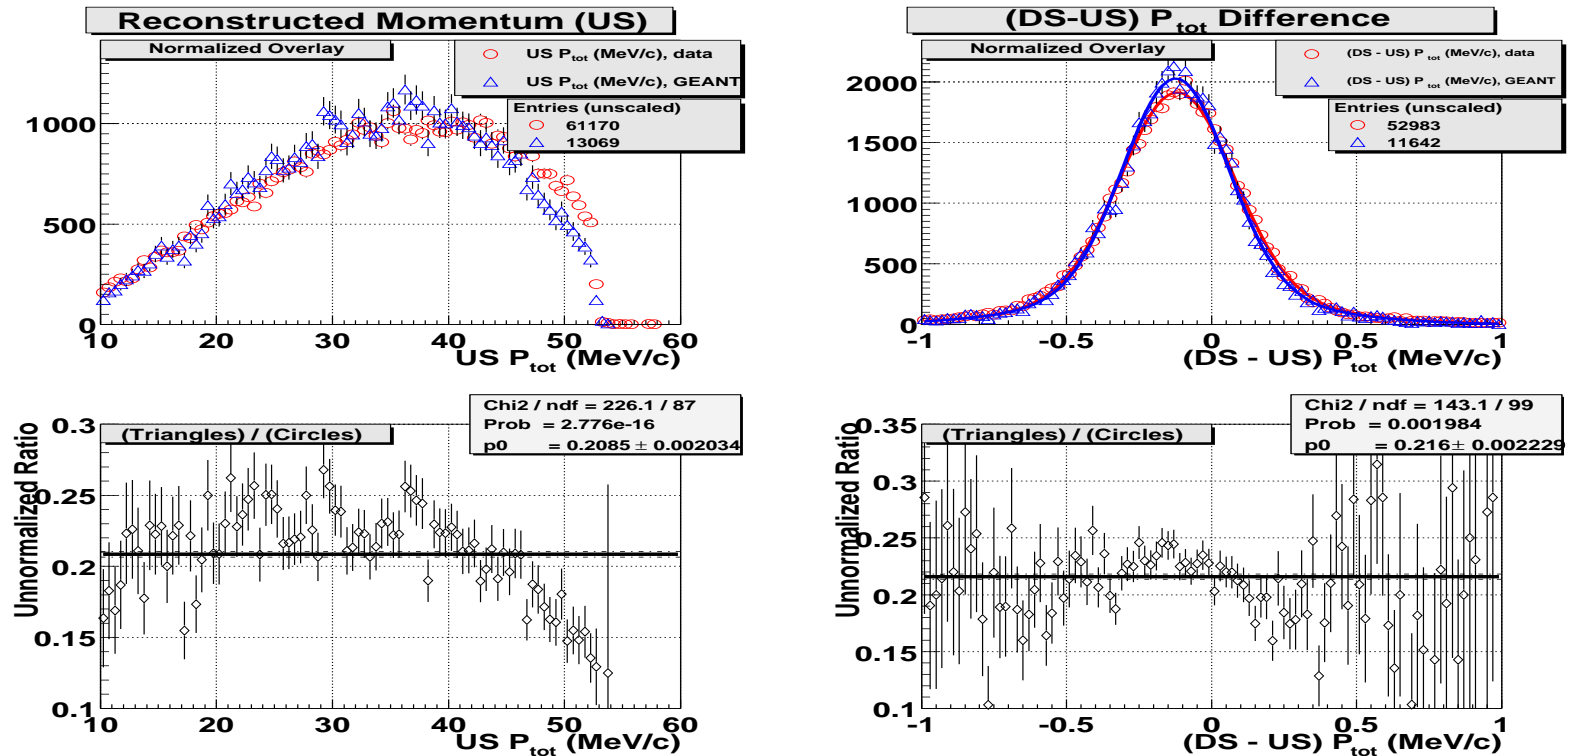 Reconstructed Momentum (US)
Normalized Overlay
US Ptot (MeV/c), data
US Ptot (MeV/c), GEANT
Entries (unscaled)
61170
13069
1000
500
0
10 20 30 40 50 60
US Ptot (MeV/c)
(DS-US) Ptot Difference
Normalized Overlay
(DS - US) Ptot (MeV/c), data
(DS - US) Ptot (MeV/c), GEANT
Entries (unscaled)
52983
11642
2000
1500
1000
500
0
-1 -0.5 0 0.5 1
(DS - US) Ptot (MeV/c)
Chi2 / ndf = 226.1 / 87
Prob = 2.776e-16
p0 = 0.2085 ± 0.002034
(Triangles) / (Circles)
Unnormalized Ratio
0.3
0.25
0.2
0.15
0.1
10 20 30 40 50 60
US Ptot (MeV/c)
Chi2 / ndf = 143.1 / 99
Prob = 0.001984
p0 = 0.216 ± 0.002229
(Triangles) / (Circles)
Unnormalized Ratio
0.35
0.3
0.25
0.2
0.15
0.1
-1 -0.5 0 0.5 1
(DS - US) Ptot (MeV/c)